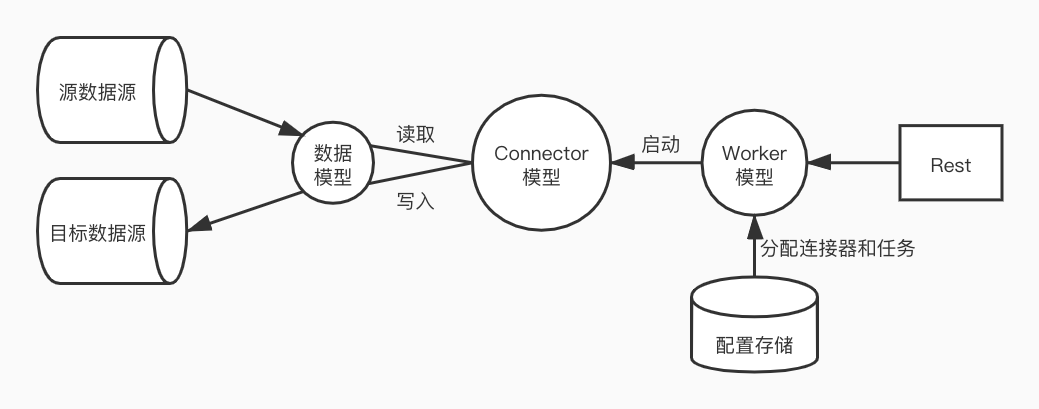 源数据源
目标数据源
数据
模型
读取
写入
Connector
模型
启动
Worker
模型
Rest
分配连接器和任务
配置存储